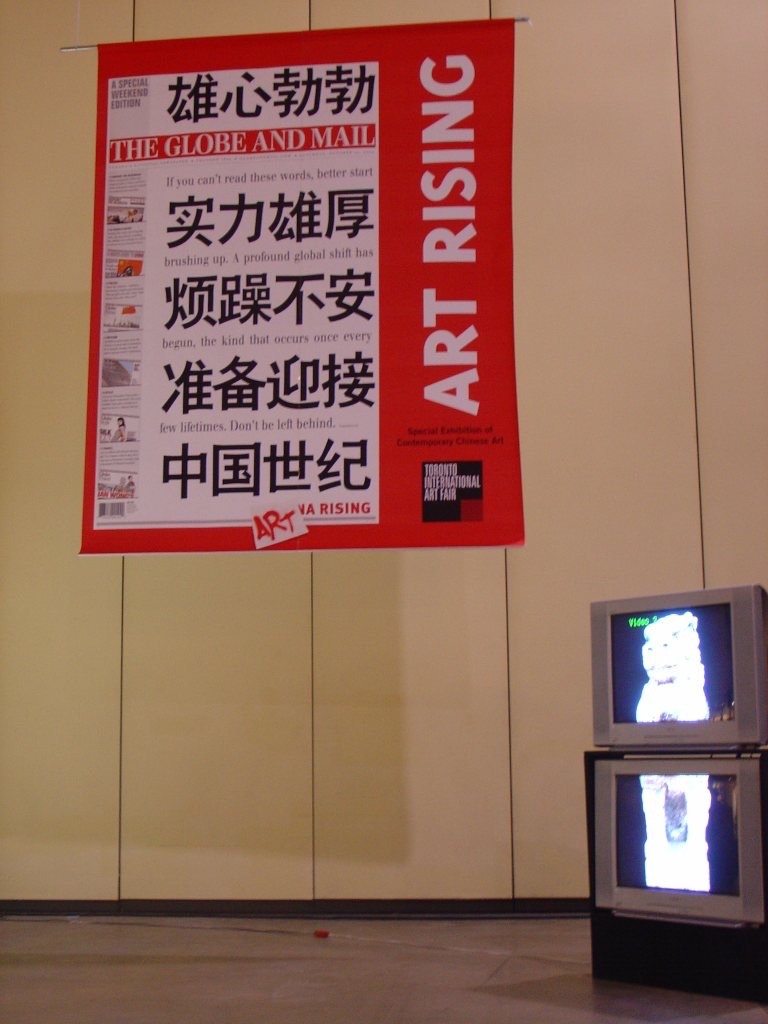 A SPECIAL
WEEKEND
EDITION
雄心勃勃
THE GLOBE AND MAIL
If you can't read these words, better start
实力雄厚
brushing up. A profound global shift has
烦躁不安
begun, the kind that occurs once every
准备迎接
few lifetimes. Don't be left behind.
中国世纪
ART
NA RISING
ART RISING
Special Exhibition of
Contemporary Chinese Art
TORONTO
INTERNATIONAL
ART FAIR
Video